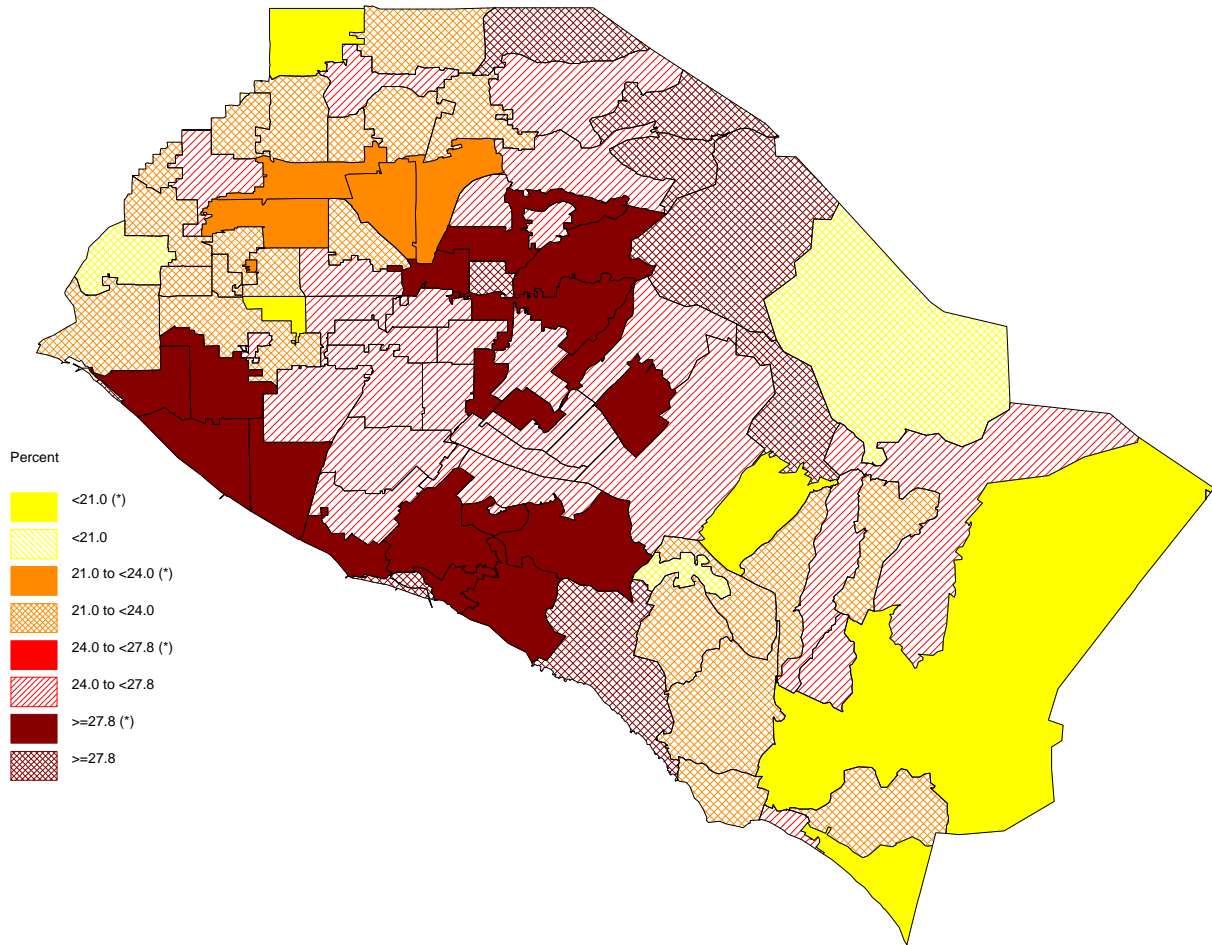 Percent
<21.0 (*)
<21.0
21.0 to <24.0 (*)
21.0 to <24.0
24.0 to <27.8 (*)
24.0 to <27.8
>=27.8 (*)
>=27.8